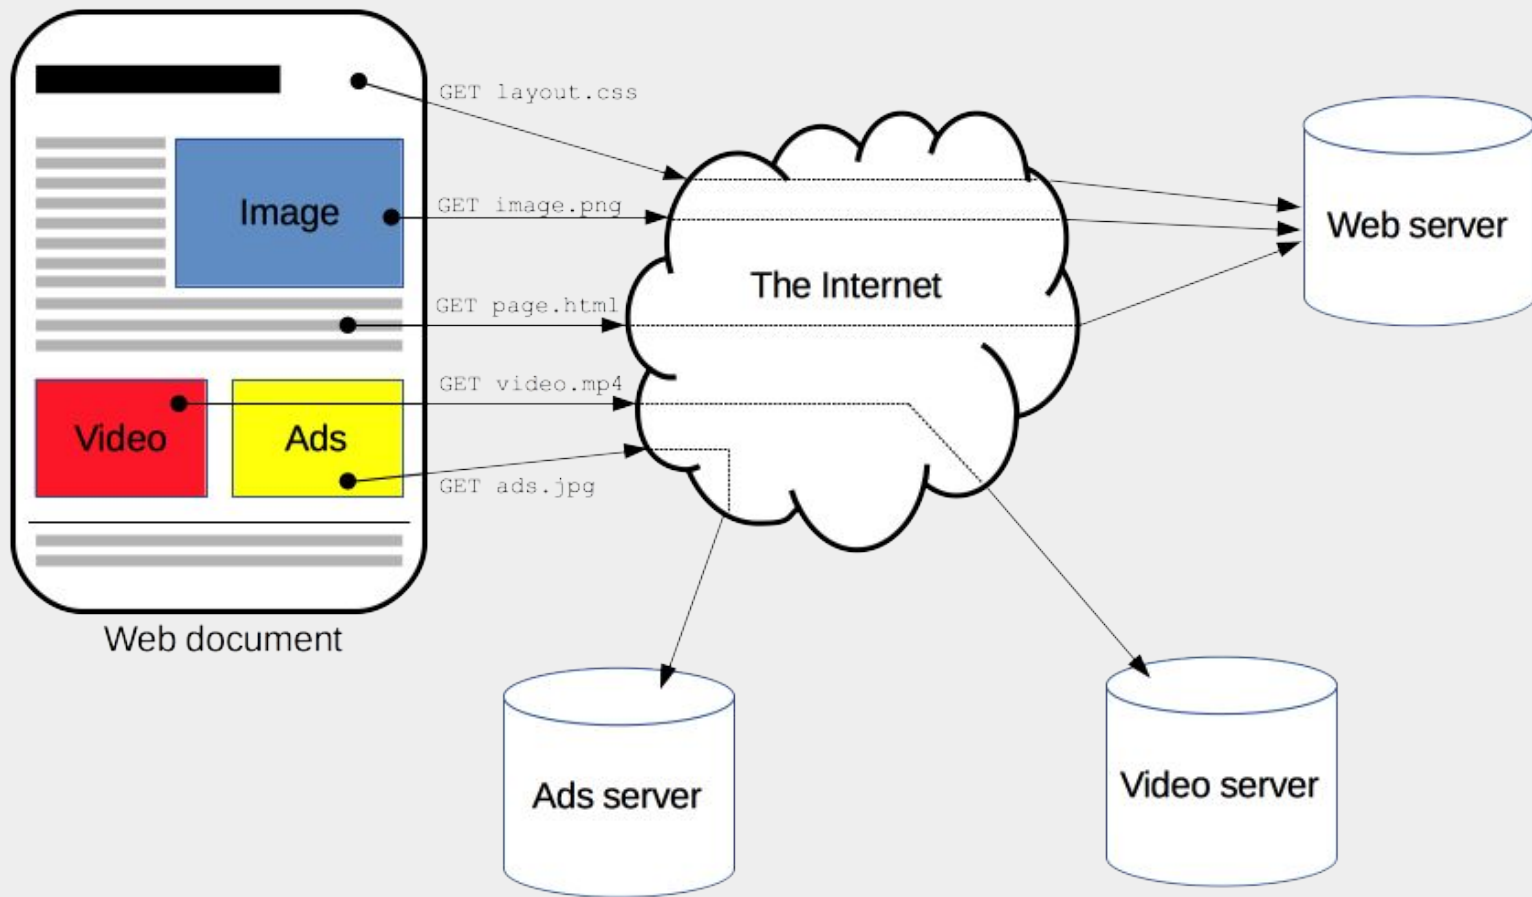 GET layout.css
Image
GET image.png
Web server
The Internet
GET page.html
GET video.mp4
Video
Ads
GET ads.jpg
Web document
Ads server
Video server